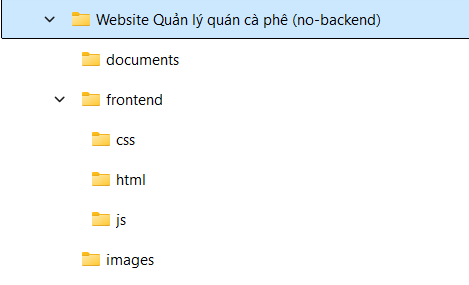 Website Quản lý quán cà phê (no-backend)
documents
frontend
css
html
js
images